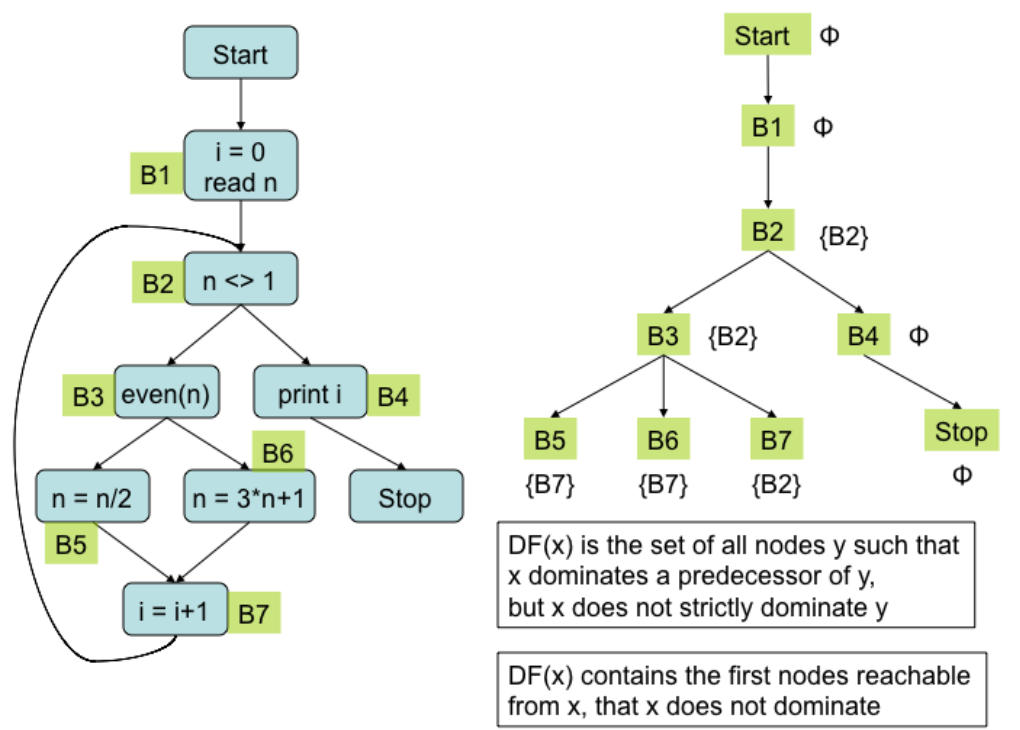 Start
B1
i = 0
read n
B2
n <> 1
B3
even(n)
print i
B4
B6
n = n/2
n = 3*n+1
Stop
B5
i = i+1
B7
Start Φ
B1 Φ
B2 {B2}
B3 {B2}
B4 Φ
B5
B6
B7
Stop
{B7}
{B7}
{B2}
Φ
DF(x) is the set of all nodes y such that
x dominates a predecessor of y,
but x does not strictly dominate y
DF(x) contains the first nodes reachable
from x, that x does not dominate